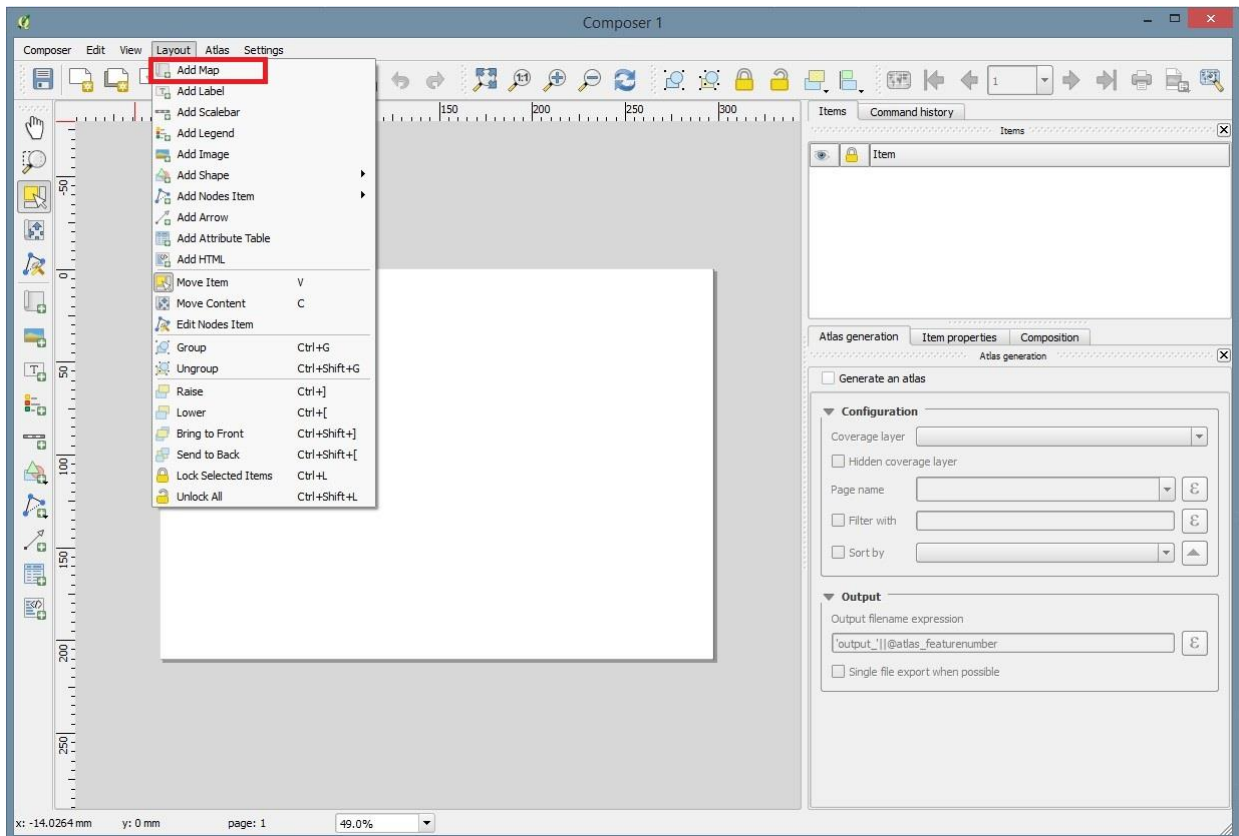 Composer 1
Composer Edit View Layout Atlas Settings
Add Map
Add Label
Add Scalebar
Add Legend
Add Image
Add Shape
Add Nodes Item
Add Arrow
Add Attribute Table
Add HTML
Move Item V
Move Content C
Edit Nodes Item
Group Ctrl+G
Ungroup Ctrl+Shift+G
Raise Ctrl+]
Lower Ctrl+[
Bring to Front Ctrl+Shift+]
Send to Back Ctrl+Shift+[
Lock Selected Items Ctrl+L
Unlock All Ctrl+Shift+L
1:1
1
150 200 250 300
-50
0
50
100
150
200
250
Items Command history
Items
Item
Atlas generation Item properties Composition
Atlas generation
Generate an atlas
Configuration
Coverage layer
Hidden coverage layer
Page name ε
Filter with ε
Sort by
Output
Output filename expression
'output_'||@atlas_featurenumber ε
Single file export when possible
x: -14.0264 mm y: 0 mm page: 1 49.0%